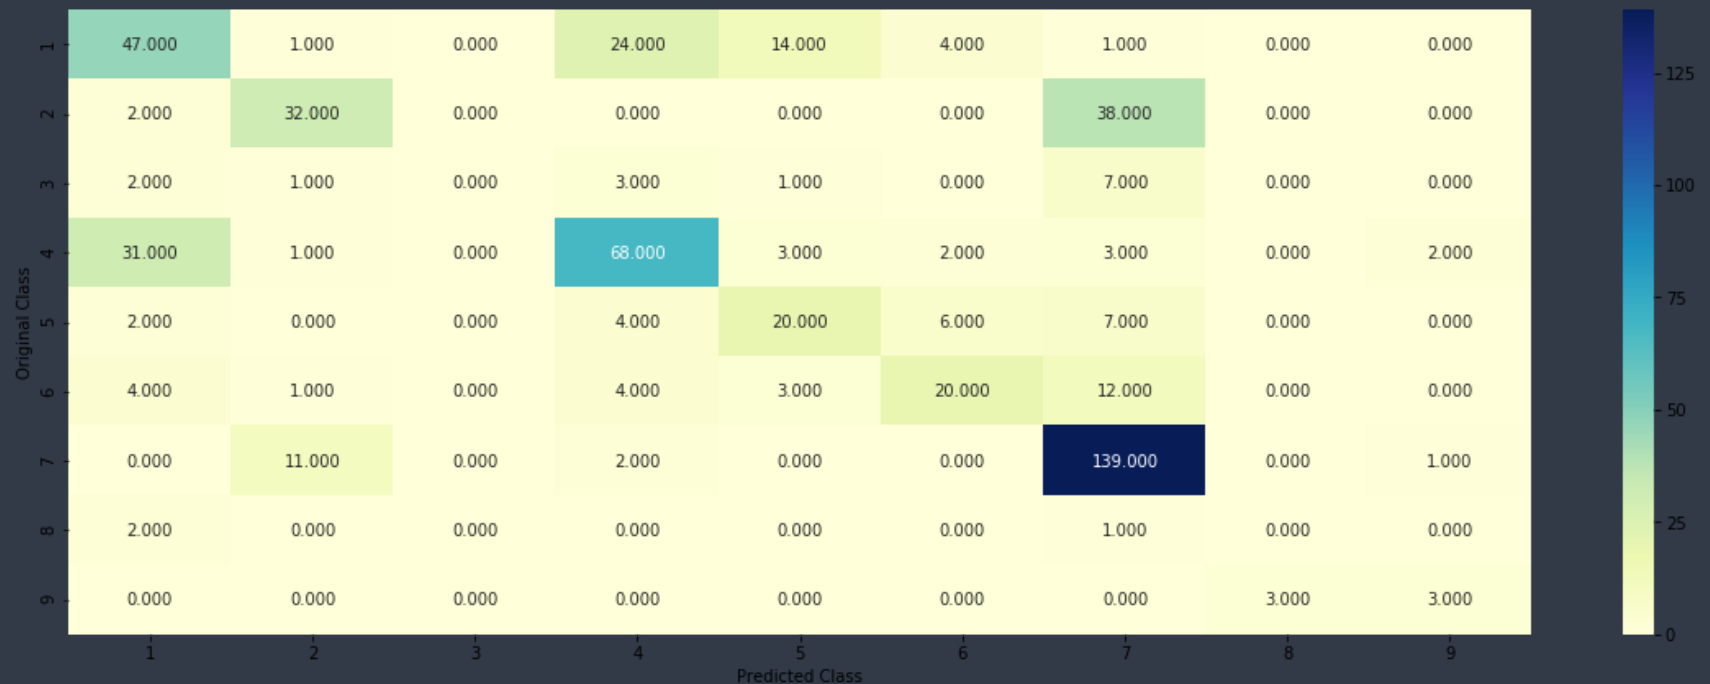 1 47.000 1.000 0.000 24.000 14.000 4.000 1.000 0.000 0.000
125
2 2.000 32.000 0.000 0.000 0.000 0.000 38.000 0.000 0.000
3 2.000 1.000 0.000 3.000 1.000 0.000 7.000 0.000 0.000
100
4 31.000 1.000 0.000 68.000 3.000 2.000 3.000 0.000 2.000
75
Original Class
5 2.000 0.000 0.000 4.000 20.000 6.000 7.000 0.000 0.000
6 4.000 1.000 0.000 4.000 3.000 20.000 12.000 0.000 0.000
50
7 0.000 11.000 0.000 2.000 0.000 0.000 139.000 0.000 1.000
25
8 2.000 0.000 0.000 0.000 0.000 0.000 1.000 0.000 0.000
9 0.000 0.000 0.000 0.000 0.000 0.000 0.000 3.000 3.000
0
1 2 3 4 5 6 7 8 9
Predicted Class